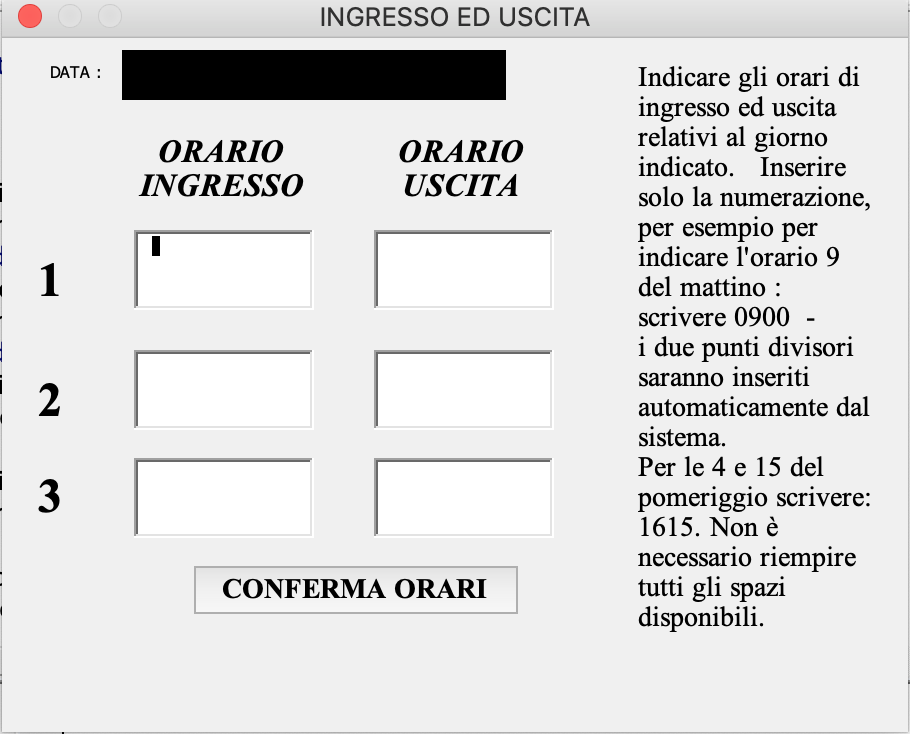 INGRESSO ED USCITA
DATA :
ORARIO
INGRESSO
ORARIO
USCITA
1
2
3
CONFERMA ORARI
Indicare gli orari di
ingresso ed uscita
relativi al giorno
indicato.   Inserire
solo la numerazione,
per esempio per
indicare l'orario 9
del mattino :
scrivere 0900  -
i due punti divisori
saranno inseriti
automaticamente dal
sistema.
Per le 4 e 15 del
pomeriggio scrivere:
1615. Non è
necessario riempire
tutti gli spazi
disponibili.